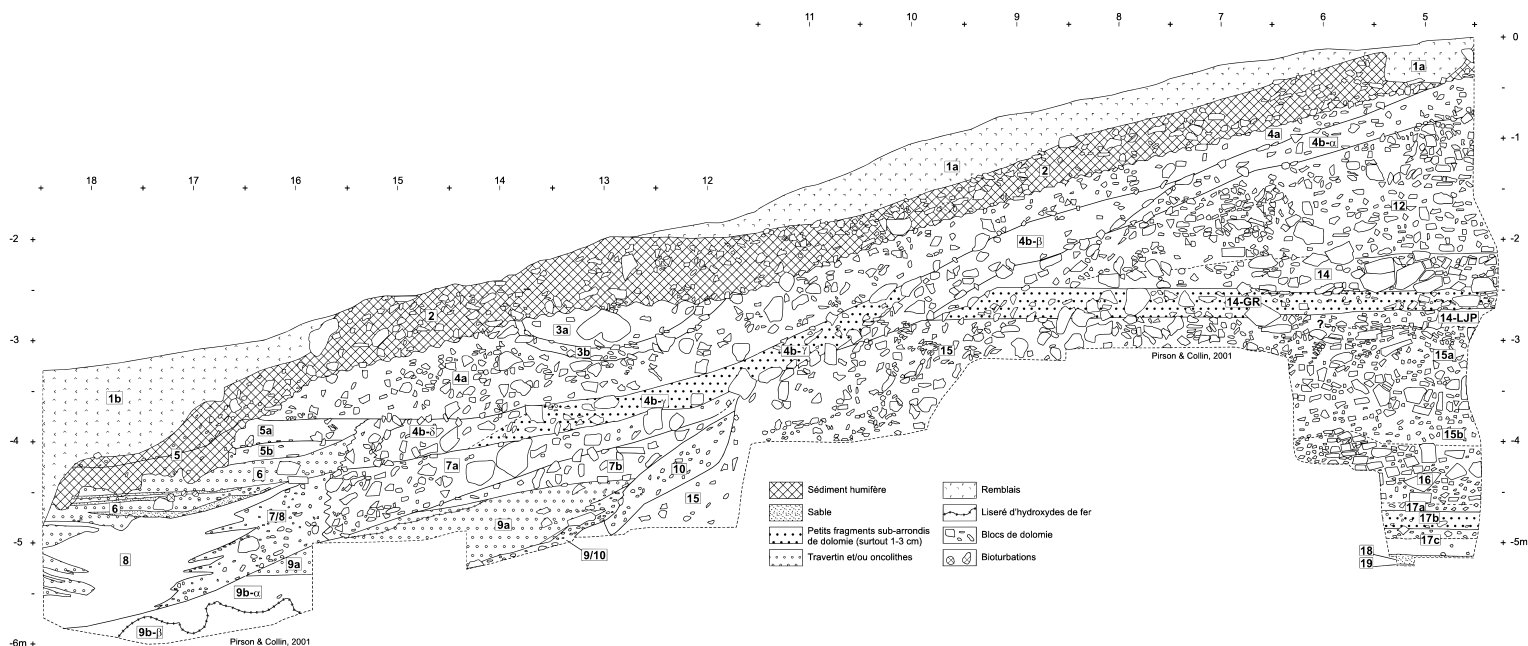 11 10 9 8 7 6 5
+ 0
1a
-1
4a
4b-α
18 17 16 15 14 13 12
1a
2
12
-2
4b-β
-2
14
2
3a
14-GR
14-LJP
-3
3b
4b-γ
15
?
15a
-3
Pirson & Collin, 2001
4a
1b
4b-γ
-4
5a
4b-δ
15b
-4
5
5b
7a
7b
10
6
16
15
Sédiment humifère
Remblais
17a
6
7/8
9a
Sable
Liseré d'hydroxydes de fer
17b
-5
Petits fragments sub-arrondis
de dolomie (surtout 1-3 cm)
Blocs de dolomie
17c
-5m
8
9/10
Travertin et/ou oncolithes
Bioturbations
18
9a
19
9b-α
9b-β
-6m
Pirson & Collin, 2001